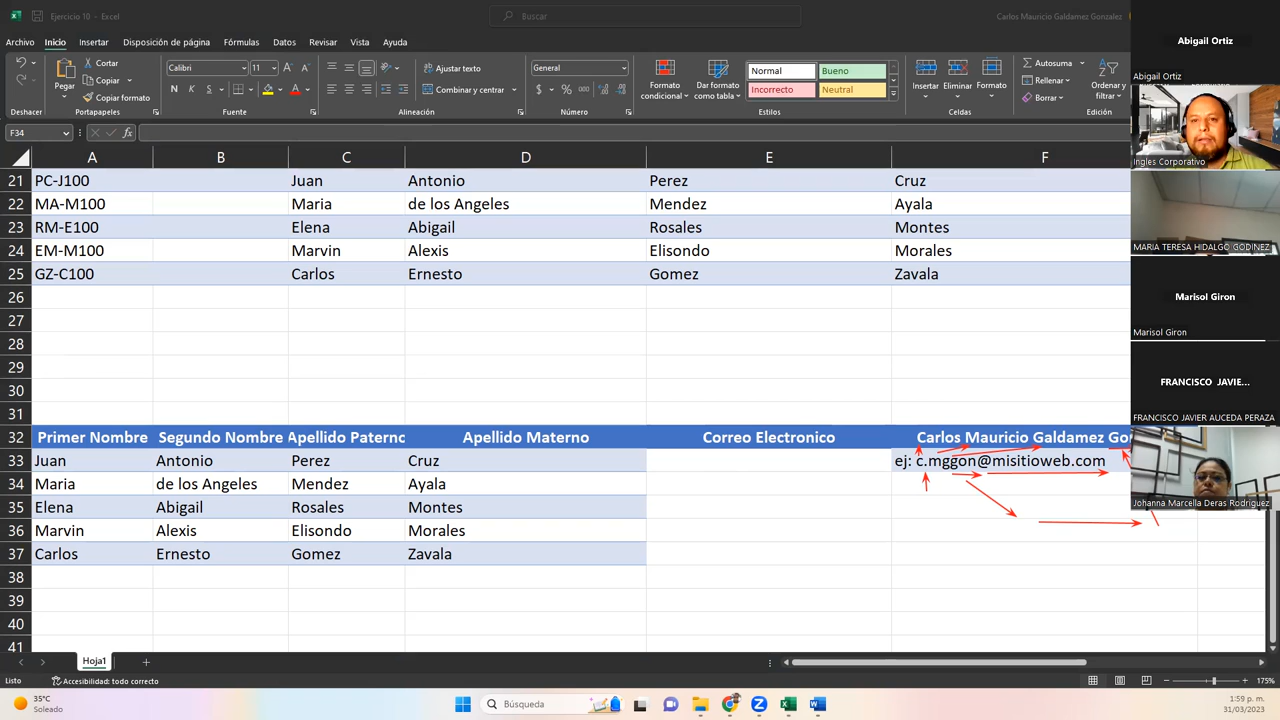 Ejercicio 10 - Excel
Buscar
Carlos Mauricio Galdamez Gonzalez
Archivo Inicio Insertar Disposición de página Fórmulas Datos Revisar Vista Ayuda
Pegar
Cortar
Copiar
Copiar formato
Calibri 11
N K S
Ajustar texto
Combinar y centrar
General
$ % 000
Formato condicional
Dar formato como tabla
Normal Bueno
Incorrecto Neutral
Insertar Eliminar Formato
Autosuma
Rellenar
Borrar
Ordenar y
filtrar
Deshacer Portapapeles Fuente Alineación Número Estilos Celdas Edición
F34 fx
A B C D E F
21 PC-J100 Juan Antonio Perez Cruz
22 MA-M100 Maria de los Angeles Mendez Ayala
23 RM-E100 Elena Abigail Rosales Montes
24 EM-M100 Marvin Alexis Elisondo Morales
25 GZ-C100 Carlos Ernesto Gomez Zavala
26
27
28
29
30
31
32 Primer Nombre Segundo Nombre Apellido Paterno Apellido Materno Correo Electronico Carlos Mauricio Galdamez Gon
33 Juan Antonio Perez Cruz ej: c.mggon@misitioweb.com
34 Maria de los Angeles Mendez Ayala
35 Elena Abigail Rosales Montes
36 Marvin Alexis Elisondo Morales
37 Carlos Ernesto Gomez Zavala
38
39
40
41
Hoja1
Listo Accesibilidad: todo correcto 175%
35°C
Soleado
Búsqueda
1:59 p. m.
31/03/2023
Abigail Ortiz
Abigail Ortiz
Ingles Corporativo
MARIA TERESA HIDALGO GODINEZ
Marisol Giron
Marisol Giron
FRANCISCO JAVIE...
FRANCISCO JAVIER AUCEDA PERAZA
Johanna Marcella Deras Rodriguez